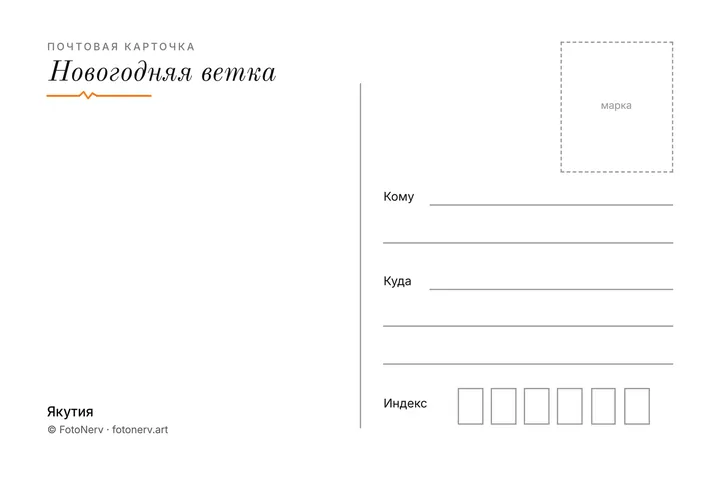 ПОЧТОВАЯ КАРТОЧКА
Новогодняя ветка
марка
Кому
Куда
Индекс
Якутия
© FotoNerv · fotonerv.art